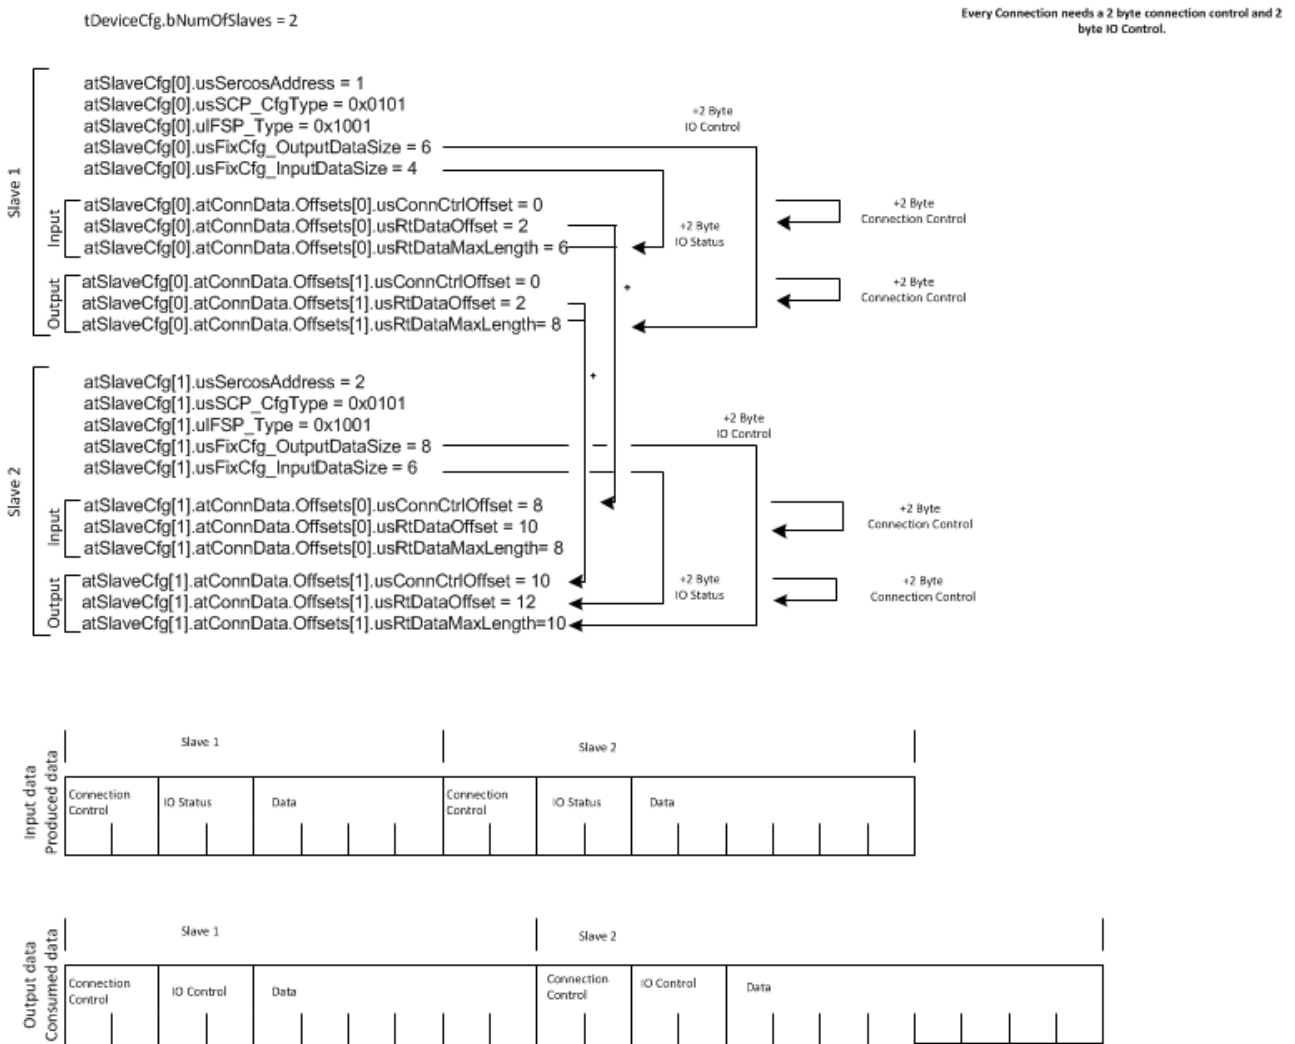 tDeviceCfg.bNumOfSlaves = 2
Every Connection needs a 2 byte connection control and 2
byte IO Control.
Slave 1
atSlaveCfg[0].usSercosAddress = 1
atSlaveCfg[0].usSCP_CfgType = 0x0101
atSlaveCfg[0].ulFSP_Type = 0x1001
atSlaveCfg[0].usFixCfg_OutputDataSize = 6
atSlaveCfg[0].usFixCfg_InputDataSize = 4
+2 Byte
IO Control
Input
atSlaveCfg[0].atConnData.Offsets[0].usConnCtrlOffset = 0
atSlaveCfg[0].atConnData.Offsets[0].usRtDataOffset = 2
atSlaveCfg[0].atConnData.Offsets[0].usRtDataMaxLength = 6
+2 Byte
IO Status
+2 Byte
Connection Control
Output
atSlaveCfg[0].atConnData.Offsets[1].usConnCtrlOffset = 0
atSlaveCfg[0].atConnData.Offsets[1].usRtDataOffset = 2
atSlaveCfg[0].atConnData.Offsets[1].usRtDataMaxLength= 8
+
+2 Byte
Connection Control
+
Slave 2
atSlaveCfg[1].usSercosAddress = 2
atSlaveCfg[1].usSCP_CfgType = 0x0101
atSlaveCfg[1].ulFSP_Type = 0x1001
atSlaveCfg[1].usFixCfg_OutputDataSize = 8
atSlaveCfg[1].usFixCfg_InputDataSize = 6
+2 Byte
IO Control
Input
atSlaveCfg[1].atConnData.Offsets[0].usConnCtrlOffset = 8
atSlaveCfg[1].atConnData.Offsets[0].usRtDataOffset = 10
atSlaveCfg[1].atConnData.Offsets[0].usRtDataMaxLength= 8
+2 Byte
Connection Control
Output
atSlaveCfg[1].atConnData.Offsets[1].usConnCtrlOffset = 10
atSlaveCfg[1].atConnData.Offsets[1].usRtDataOffset = 12
atSlaveCfg[1].atConnData.Offsets[1].usRtDataMaxLength=10
+2 Byte
IO Status
+2 Byte
Connection Control
Input data
Produced data
Slave 1
Slave 2
Connection
Control
IO Status
Data
Connection
Control
IO Status
Data
Output data
Consumed data
Slave 1
Slave 2
Connection
Control
IO Control
Data
Connection
Control
IO Control
Data